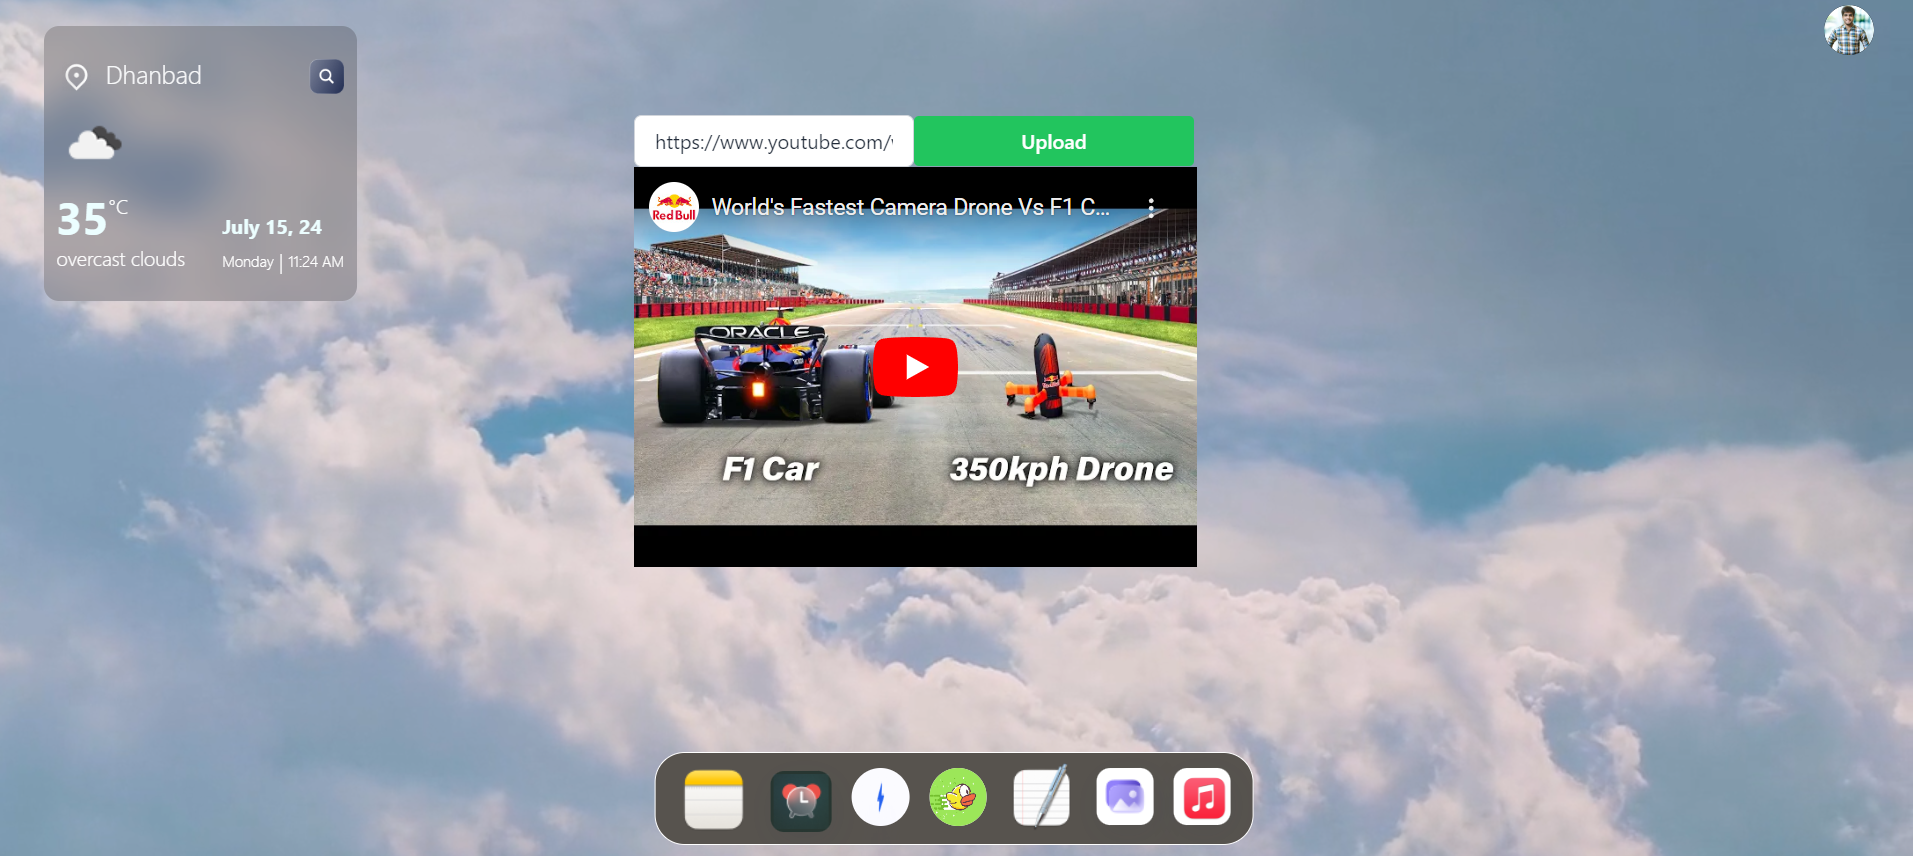 Dhanbad
35°C
overcast clouds
July 15, 24
Monday | 11:24 AM
https://www.youtube.com/
Upload
Red Bull
World's Fastest Camera Drone Vs F1 C...
ORACLE
F1 Car
350kph Drone